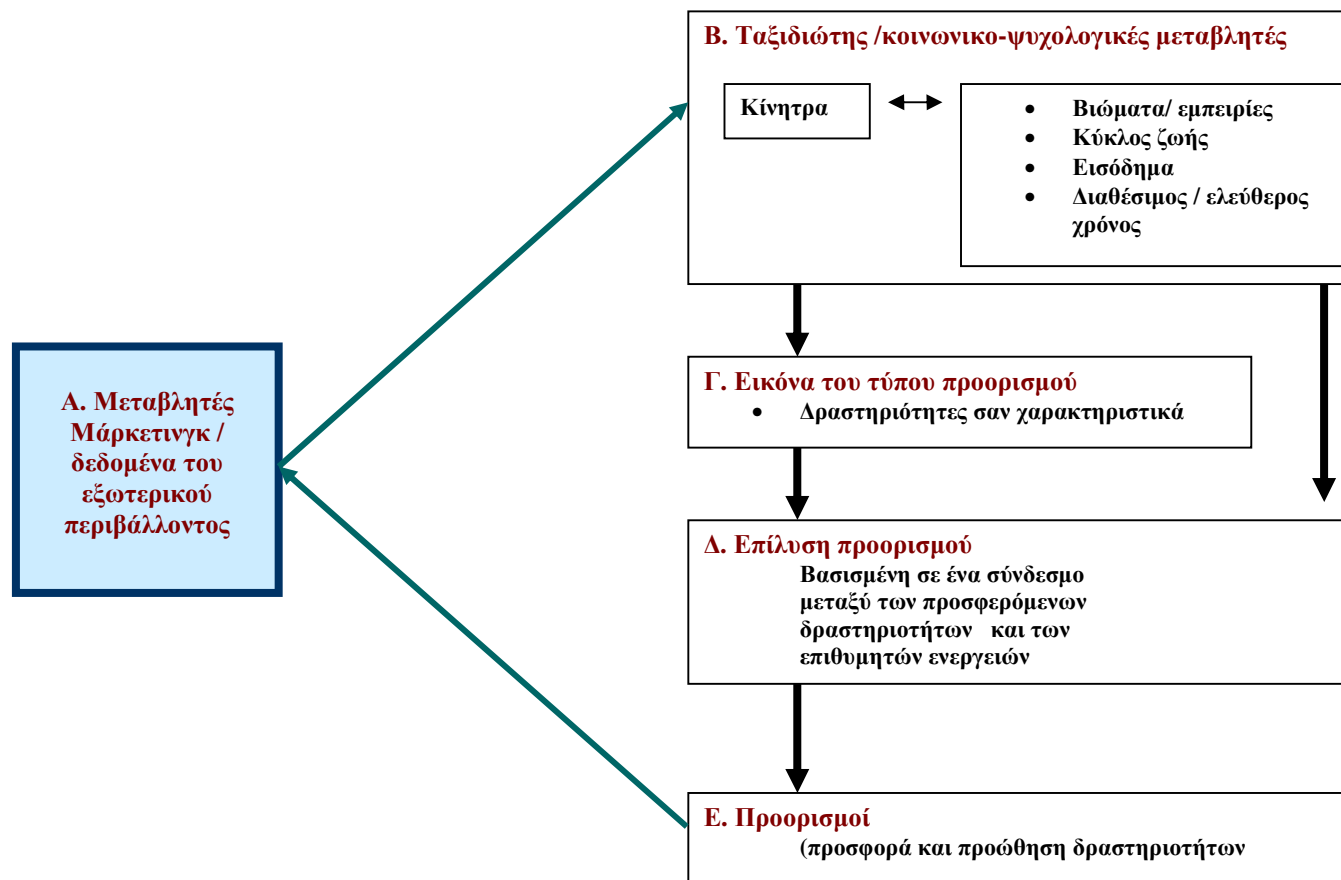 Β. Ταξιδιώτης /κοινωνικο-ψυχολογικές μεταβλητές
Κίνητρα
• Βιώματα/ εμπειρίες
• Κύκλος ζωής
• Εισόδημα
• Διαθέσιμος / ελεύθερος
χρόνος
Α. Μεταβλητές
Μάρκετινγκ /
δεδομένα του
εξωτερικού
περιβάλλοντος
Γ. Εικόνα του τύπου προορισμού
• Δραστηριότητες σαν χαρακτηριστικά
Δ. Επίλυση προορισμού
Βασισμένη σε ένα σύνδεσμο
μεταξύ των προσφερόμενων
δραστηριοτήτων και των
επιθυμητών ενεργειών
Ε. Προορισμοί
(προσφορά και προώθηση δραστηριοτήτων